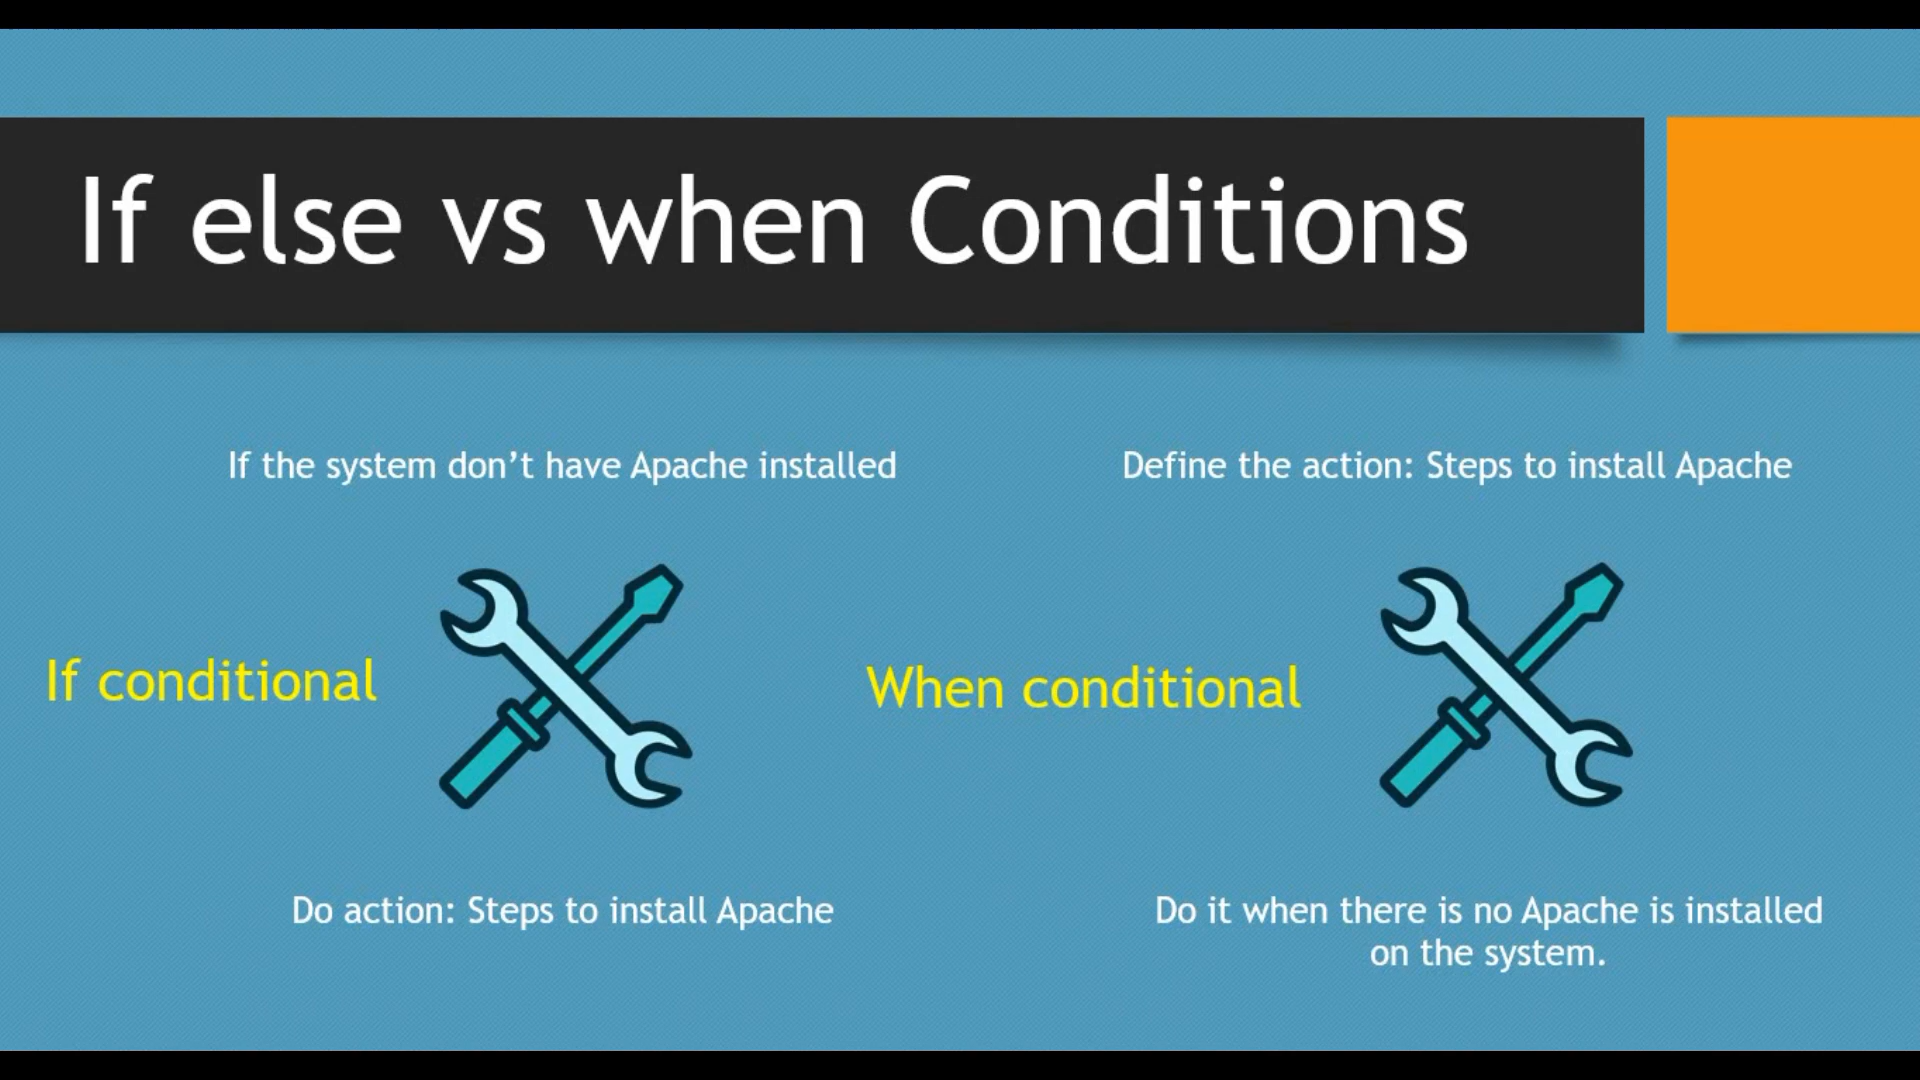 If else vs when Conditions
If the system don’t have Apache installed
If conditional
Do action: Steps to install Apache
Define the action: Steps to install Apache
When conditional
Do it when there is no Apache is installed
on the system.